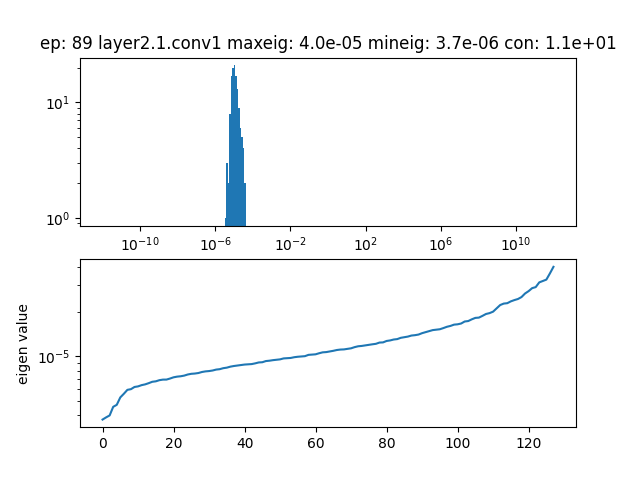 ep: 89 layer2.1.conv1 maxeig: 4.0e-05 mineig: 3.7e-06 con: 1.1e+01
10¹
10⁰
10⁻¹⁰ 10⁻⁶ 10⁻² 10² 10⁶ 10¹⁰
eigen value
10⁻⁵
0 20 40 60 80 100 120